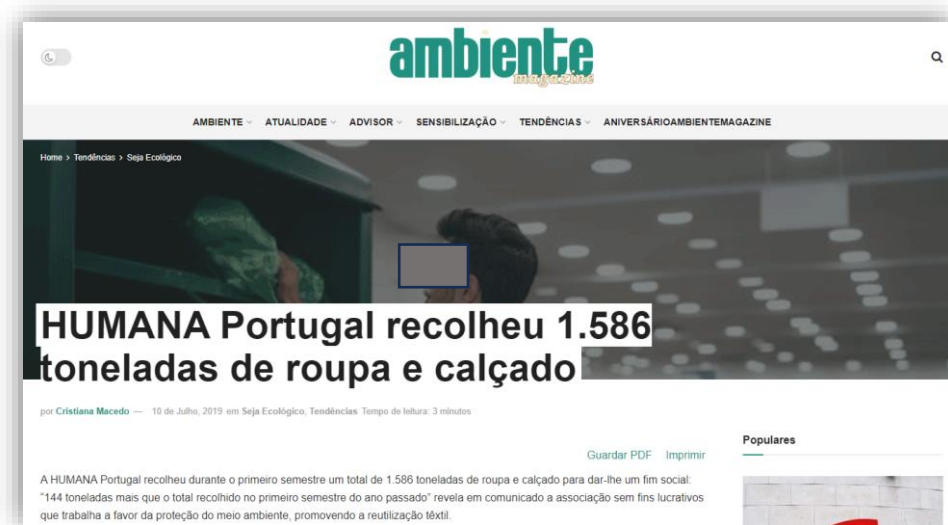 ambiente
magazine
AMBIENTE ATUALIDADE ADVISOR SENSIBILIZAÇÃO TENDÊNCIAS ANIVERSÁRIOAMBIENTEMAGAZINE
Home > Tendências > Seja Ecológico
HUMANA Portugal recolheu 1.586
toneladas de roupa e calçado
por Cristiana Macedo — 10 de Julho, 2019 em Seja Ecológico, Tendências Tempo de leitura: 3 minutos
Guardar PDF Imprimir
Populares
A HUMANA Portugal recolheu durante o primeiro semestre um total de 1.586 toneladas de roupa e calçado para dar-lhe um fim social:
“144 toneladas mais que o total recolhido no primeiro semestre do ano passado” revela em comunicado a associação sem fins lucrativos
que trabalha a favor da proteção do meio ambiente, promovendo a reutilização têxtil.